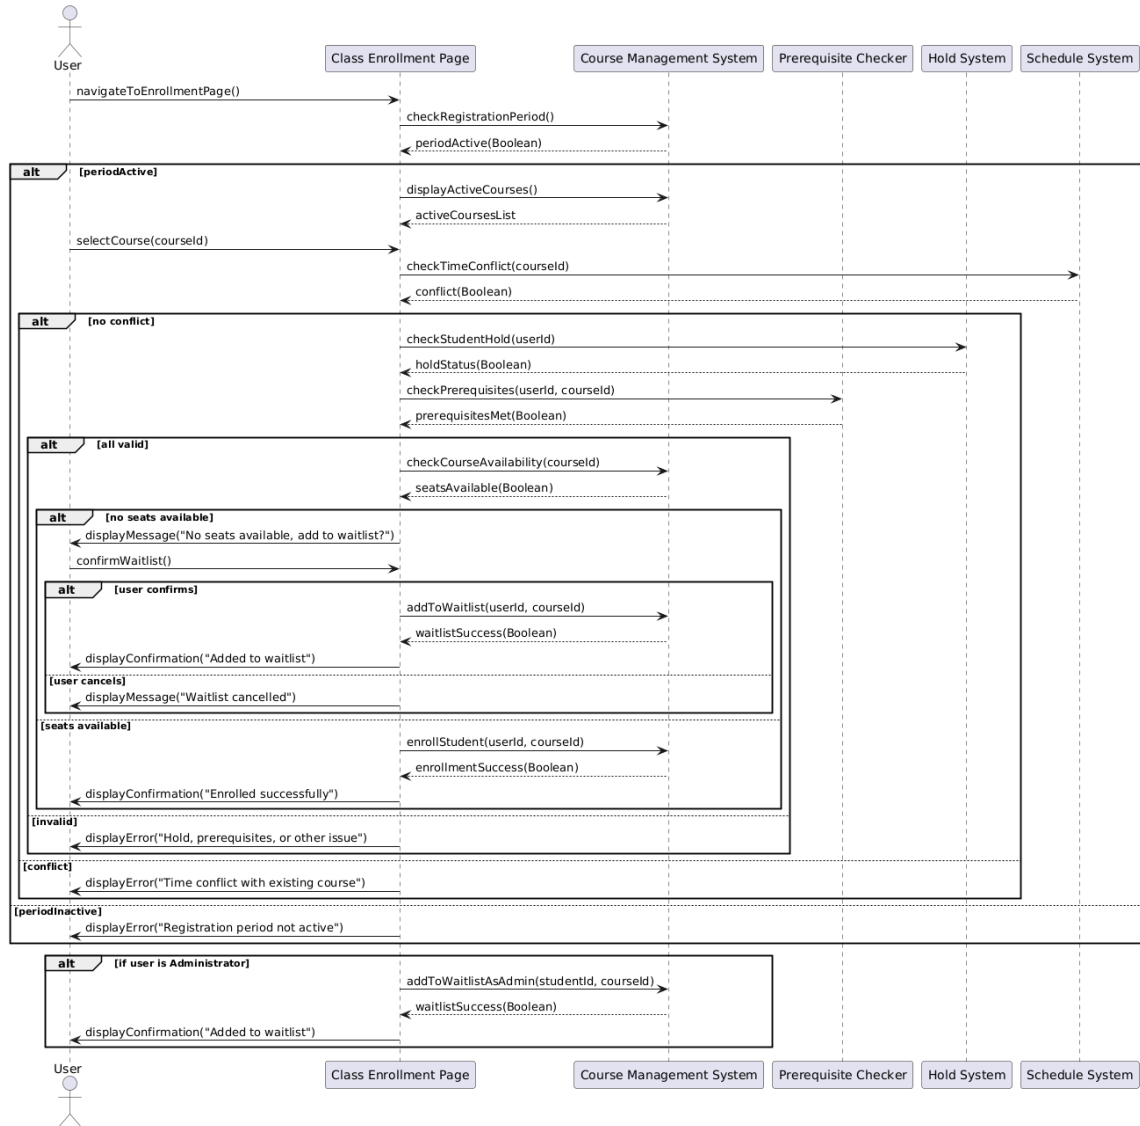 User
Class Enrollment Page
Course Management System
Prerequisite Checker
Hold System
Schedule System
navigateToEnrollmentPage()
checkRegistrationPeriod()
periodActive(Boolean)
alt [periodActive]
displayActiveCourses()
activeCoursesList
selectCourse(courseId)
checkTimeConflict(courseId)
conflict(Boolean)
alt [no conflict]
checkStudentHold(userId)
holdStatus(Boolean)
checkPrerequisites(userId, courseId)
prerequisitesMet(Boolean)
alt [all valid]
checkCourseAvailability(courseId)
seatsAvailable(Boolean)
alt [no seats available]
displayMessage("No seats available, add to waitlist?")
confirmWaitlist()
alt [user confirms]
addToWaitlist(userId, courseId)
waitlistSuccess(Boolean)
displayConfirmation("Added to waitlist")
[user cancels]
displayMessage("Waitlist cancelled")
[seats available]
enrollStudent(userId, courseId)
enrollmentSuccess(Boolean)
displayConfirmation("Enrolled successfully")
[invalid]
displayError("Hold, prerequisites, or other issue")
[conflict]
displayError("Time conflict with existing course")
[periodInactive]
displayError("Registration period not active")
alt [if user is Administrator]
addToWaitlistAsAdmin(studentId, courseId)
waitlistSuccess(Boolean)
displayConfirmation("Added to waitlist")
User
Class Enrollment Page
Course Management System
Prerequisite Checker
Hold System
Schedule System